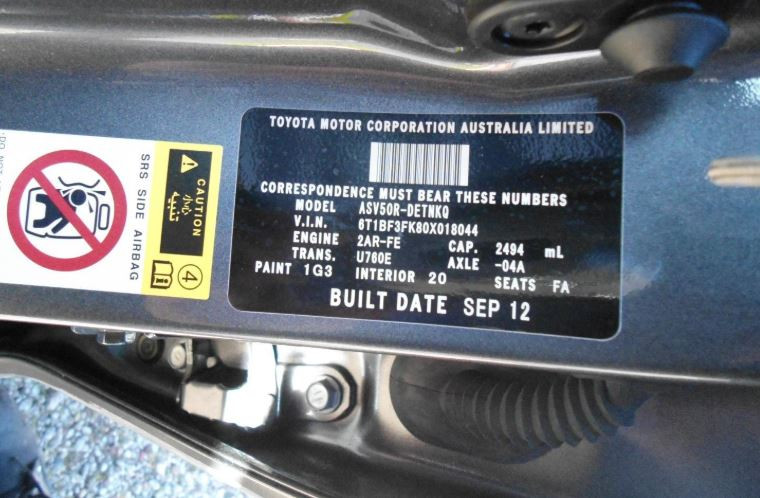 TOYOTA MOTOR CORPORATION AUSTRALIA LIMITED
CORRESPONDENCE MUST BEAR THESE NUMBERS
MODEL ASV50R-DETNKQ
V.I.N. 6T1BF3FK80X018044
ENGINE 2AR-FE CAP. 2494 mL
TRANS. U760E AXLE -04A
PAINT 1G3 INTERIOR 20 SEATS FA
BUILT DATE SEP 12
CAUTION
تنبيه
SRS SIDE AIRBAG
4